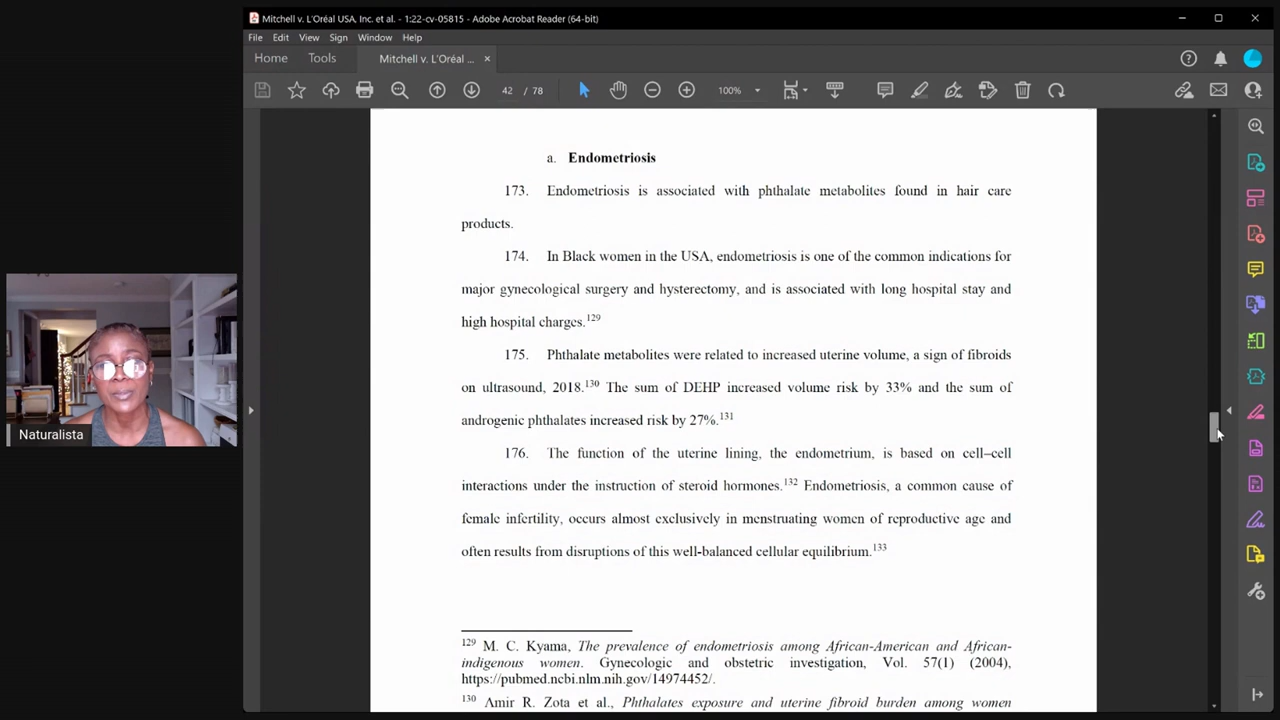 Mitchell v. L'Oréal USA, Inc. et al. - 1:22-cv-05815 - Adobe Acrobat Reader (64-bit)
File Edit View Sign Window Help
Home Tools Mitchell v. L'Oréal ... ×
42 / 78 100%
a. Endometriosis
173. Endometriosis is associated with phthalate metabolites found in hair care
products.
174. In Black women in the USA, endometriosis is one of the common indications for
major gynecological surgery and hysterectomy, and is associated with long hospital stay and
high hospital charges.129
175. Phthalate metabolites were related to increased uterine volume, a sign of fibroids
on ultrasound, 2018.130 The sum of DEHP increased volume risk by 33% and the sum of
androgenic phthalates increased risk by 27%.131
176. The function of the uterine lining, the endometrium, is based on cell–cell
interactions under the instruction of steroid hormones.132 Endometriosis, a common cause of
female infertility, occurs almost exclusively in menstruating women of reproductive age and
often results from disruptions of this well-balanced cellular equilibrium.133
129 M. C. Kyama, The prevalence of endometriosis among African-American and African-
indigenous women. Gynecologic and obstetric investigation, Vol. 57(1) (2004),
https://pubmed.ncbi.nlm.nih.gov/14974452/.
130 Amir R. Zota et al., Phthalates exposure and uterine fibroid burden among women
Naturalista